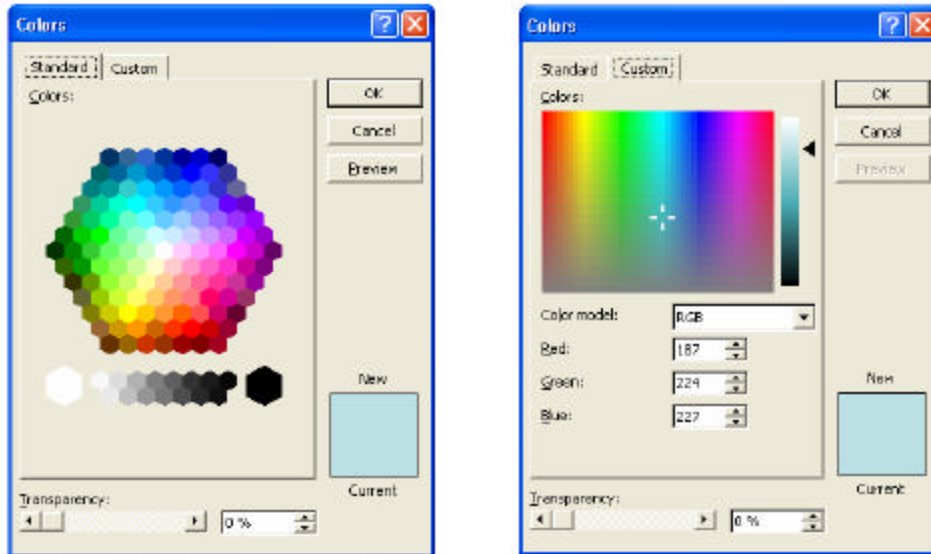 Colors
Standard Custom
Colors:
OK
Cancel
Preview
New
Current
Transparency:
0 %
Colors
Standard Custom
Colors:
OK
Cancel
Preview
Color model: RGB
Red: 187
Green: 224
Blue: 227
New
Current
Transparency:
0 %